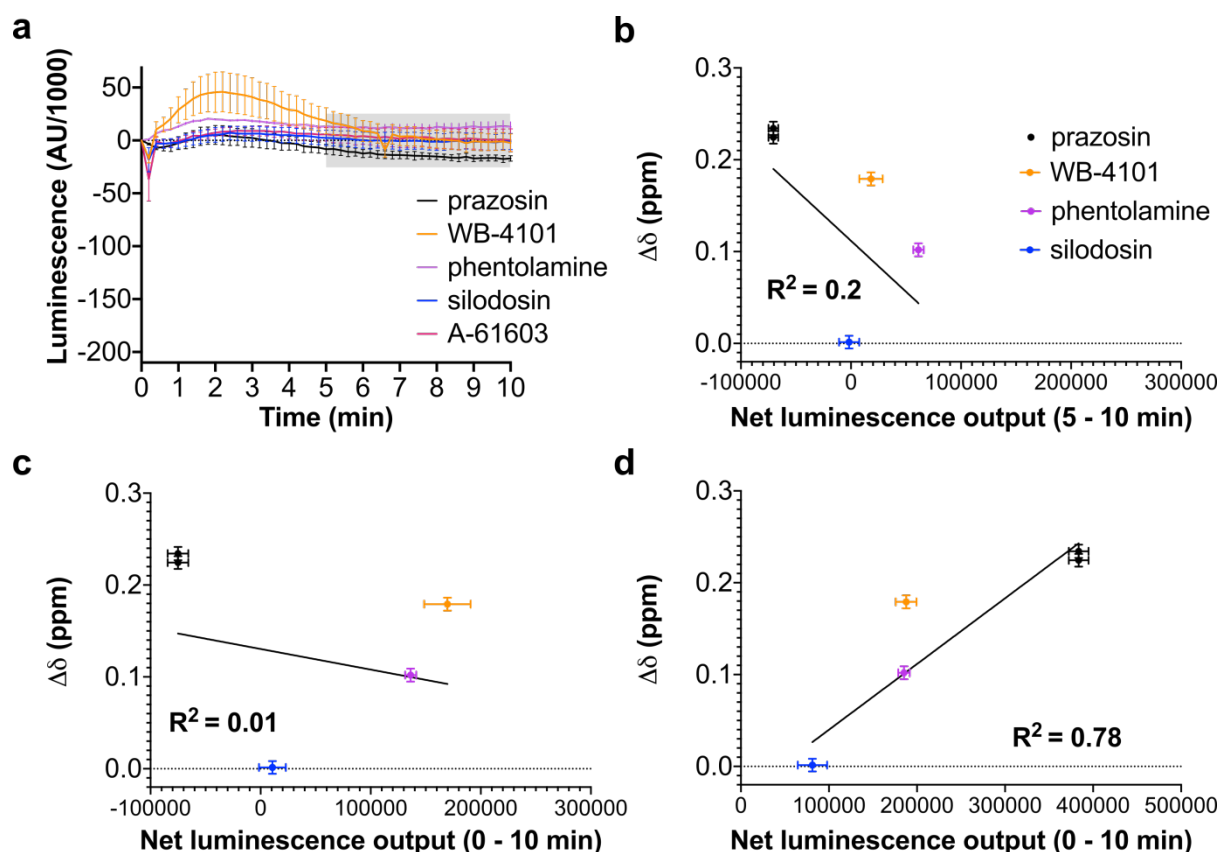 a
Luminescence (AU/1000)
50
0
-50
-100
-150
-200
0 1 2 3 4 5 6 7 8 9 10
Time (min)
prazosin
WB-4101
phentolamine
silodosin
A-61603
b
Δδ (ppm)
0.3
0.2
0.1
0.0
R² = 0.2
prazosin
WB-4101
phentolamine
silodosin
-100000 0 100000 200000 300000
Net luminescence output (5 - 10 min)
c
Δδ (ppm)
0.3
0.2
0.1
0.0
R² = 0.01
-100000 0 100000 200000 300000
Net luminescence output (0 - 10 min)
d
Δδ (ppm)
0.3
0.2
0.1
0.0
R² = 0.78
0 100000 200000 300000 400000 500000
Net luminescence output (0 - 10 min)